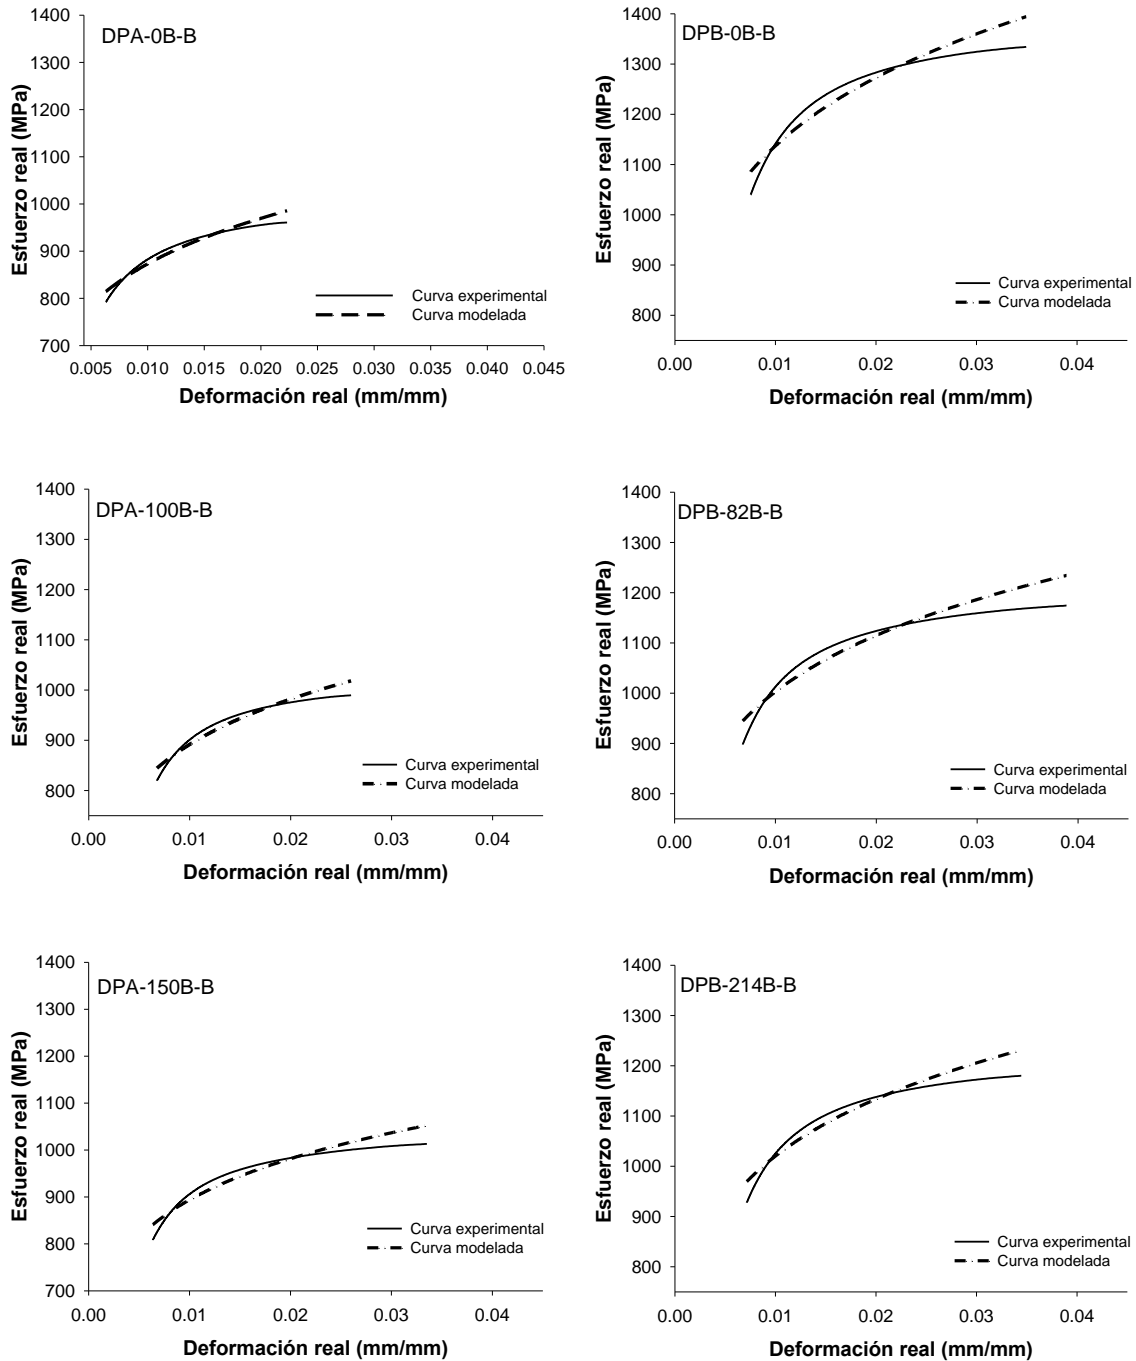 DPA-0B-B
Esfuerzo real (MPa)
1400
1300
1200
1100
1000
900
800
700
0.005 0.010 0.015 0.020 0.025 0.030 0.035 0.040 0.045
Deformación real (mm/mm)
Curva experimental
Curva modelada
DPB-0B-B
Esfuerzo real (MPa)
1400
1300
1200
1100
1000
900
800
0.00 0.01 0.02 0.03 0.04
Deformación real (mm/mm)
Curva experimental
Curva modelada
DPA-100B-B
Esfuerzo real (MPa)
1400
1300
1200
1100
1000
900
800
0.00 0.01 0.02 0.03 0.04
Deformación real (mm/mm)
Curva experimental
Curva modelada
DPB-82B-B
Esfuerzo real (MPa)
1400
1300
1200
1100
1000
900
800
0.00 0.01 0.02 0.03 0.04
Deformación real (mm/mm)
Curva experimental
Curva modelada
DPA-150B-B
Esfuerzo real (MPa)
1400
1300
1200
1100
1000
900
800
700
0.00 0.01 0.02 0.03 0.04
Deformación real (mm/mm)
Curva experimental
Curva modelada
DPB-214B-B
Esfuerzo real (MPa)
1400
1300
1200
1100
1000
900
800
0.00 0.01 0.02 0.03 0.04
Deformación real (mm/mm)
Curva experimental
Curva modelada